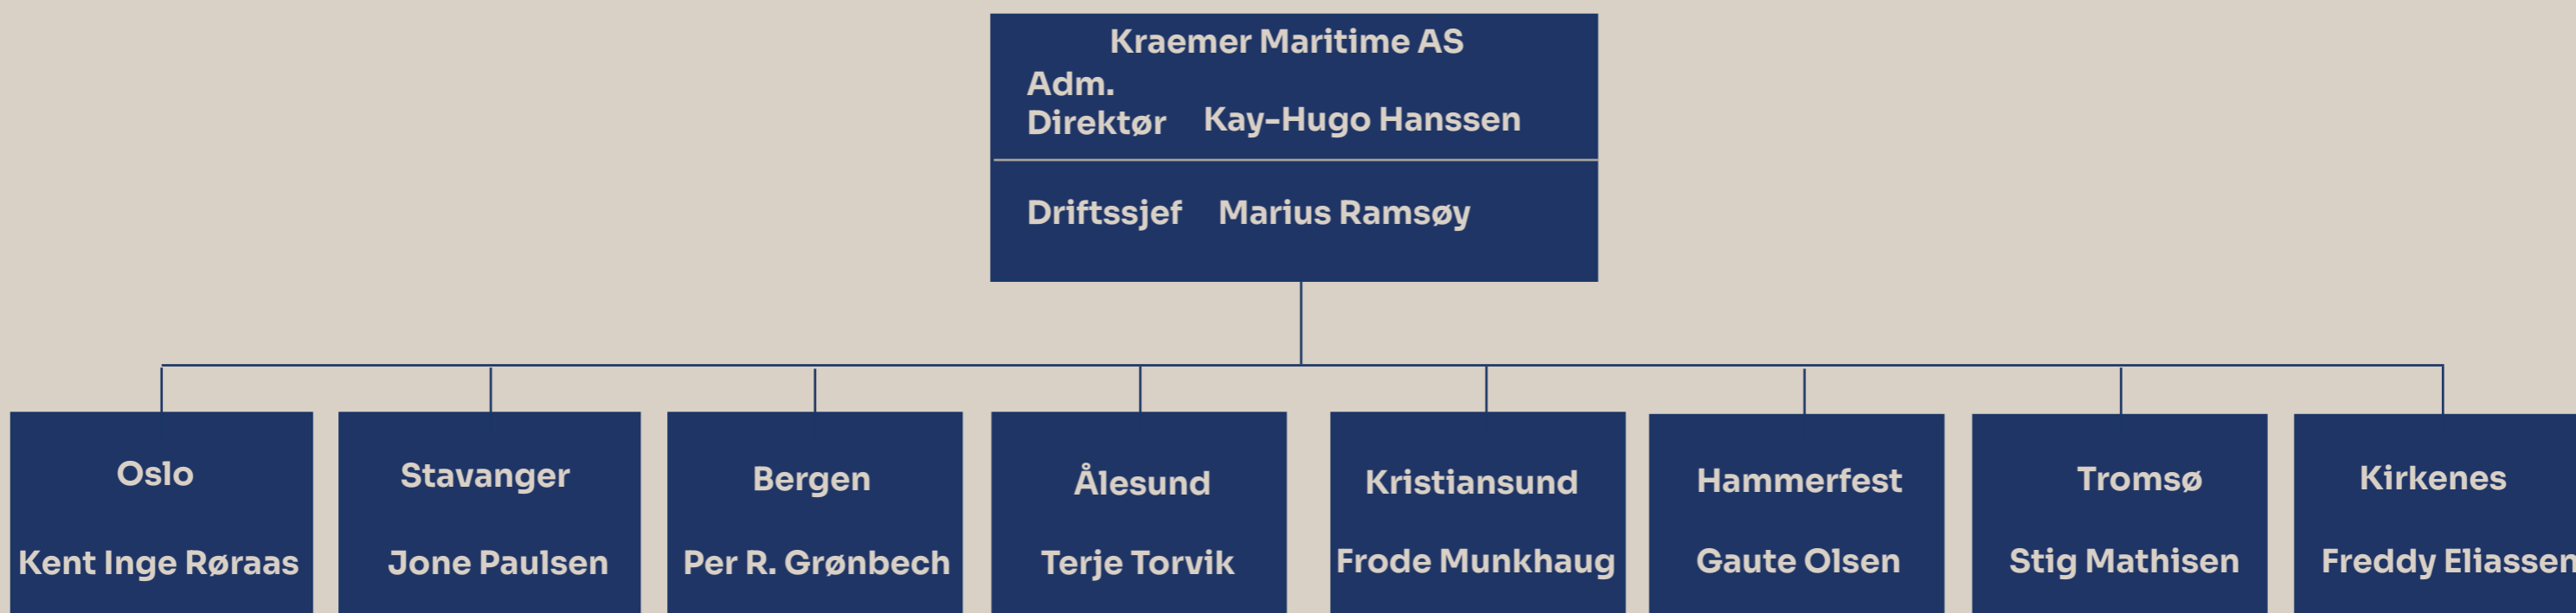 Kraemer Maritime AS
Adm.
Direktør Kay-Hugo Hanssen
Driftssjef Marius Ramsøy
Oslo
Kent Inge Røraas
Stavanger
Jone Paulsen
Bergen
Per R. Grønbech
Ålesund
Terje Torvik
Kristiansund
Frode Munkhaug
Hammerfest
Gaute Olsen
Tromsø
Stig Mathisen
Kirkenes
Freddy Eliassen